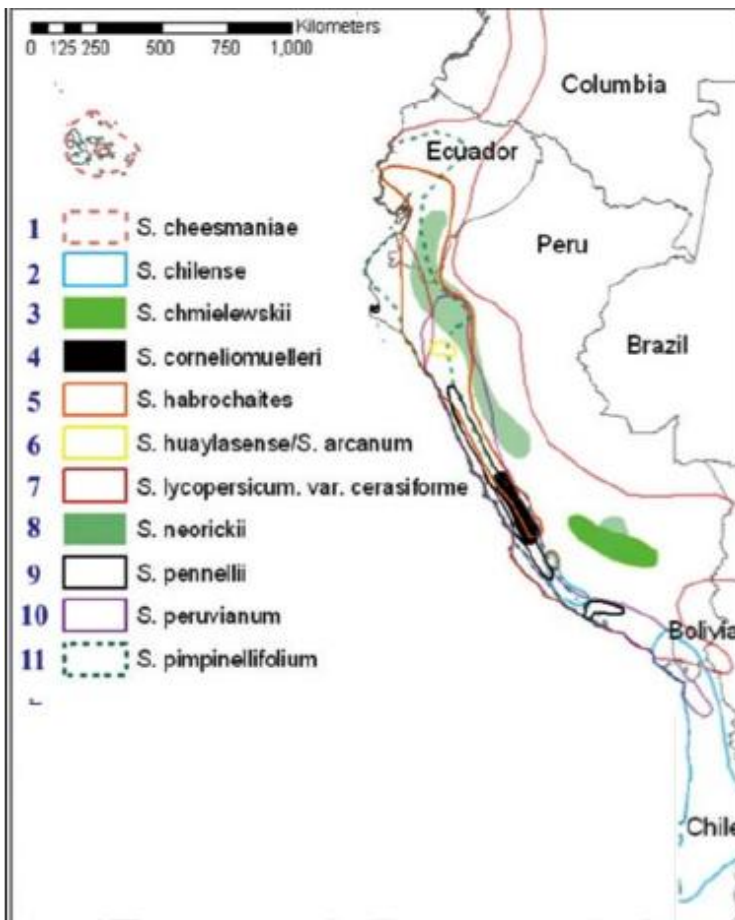 Kilometers
0 125 250 500 750 1,000
Columbia
Ecuador
Peru
Brazil
Bolivia
Chile
1 S. cheesmaniae
2 S. chilense
3 S. chmielewskii
4 S. corneliomuelleri
5 S. habrochaites
6 S. huaylasense/S. arcanum
7 S. lycopersicum. var. cerasiforme
8 S. neorickii
9 S. pennellii
10 S. peruvianum
11 S. pimpinellifolium